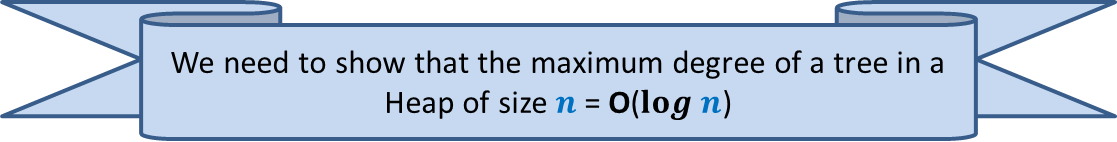 We need to show that the maximum degree of a tree in a
Heap of size n = O(log n)